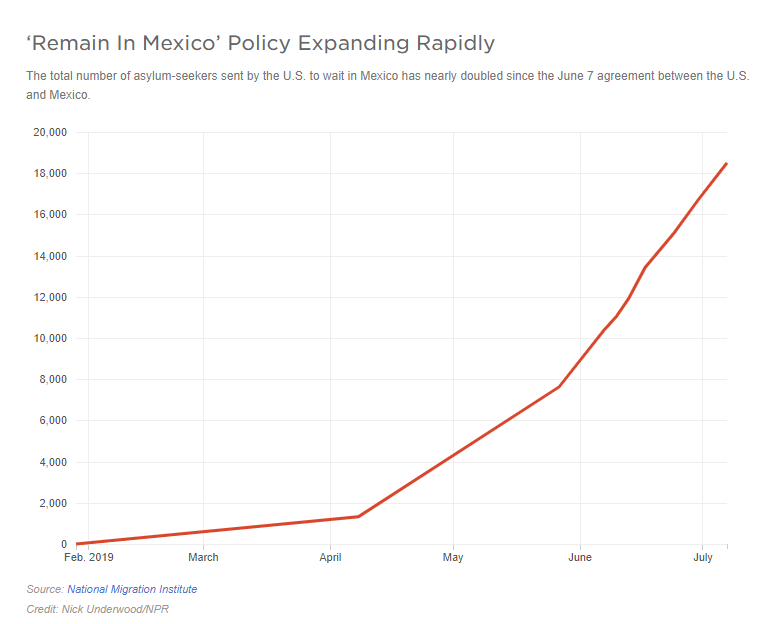 ‘Remain In Mexico’ Policy Expanding Rapidly
The total number of asylum-seekers sent by the U.S. to wait in Mexico has nearly doubled since the June 7 agreement between the U.S.
and Mexico.
20,000
18,000
16,000
14,000
12,000
10,000
8,000
6,000
4,000
2,000
0
Feb. 2019 March April May June July
Source: National Migration Institute
Credit: Nick Underwood/NPR